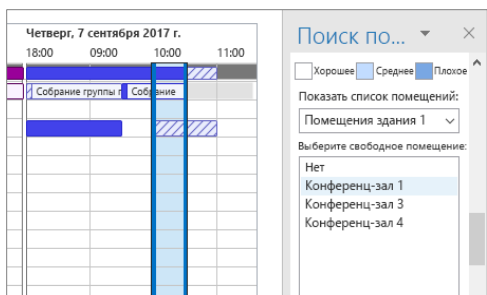 Четверг, 7 сентября 2017 г.
18:00 09:00 10:00 11:00
Собрание группы г Собрание
Поиск по...
Хорошее Среднее Плохое
Показать список помещений:
Помещения здания 1
Выберите свободное помещение:
Нет
Конференц-зал 1
Конференц-зал 3
Конференц-зал 4